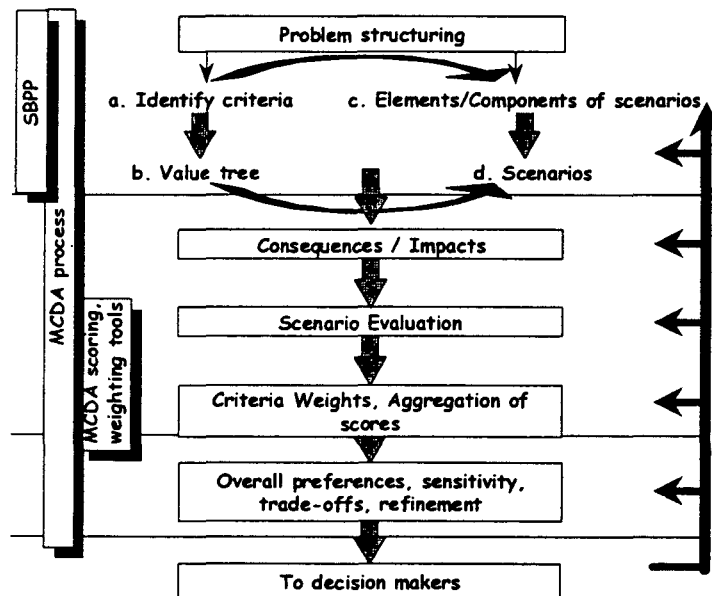 Problem structuring
a. Identify criteria
c. Elements/Components of scenarios
b. Value tree
d. Scenarios
Consequences / Impacts
Scenario Evaluation
Criteria Weights, Aggregation of
scores
Overall preferences, sensitivity,
trade-offs, refinement
To decision makers
SBPP
MCDA process
MCDA scoring,
weighting tools